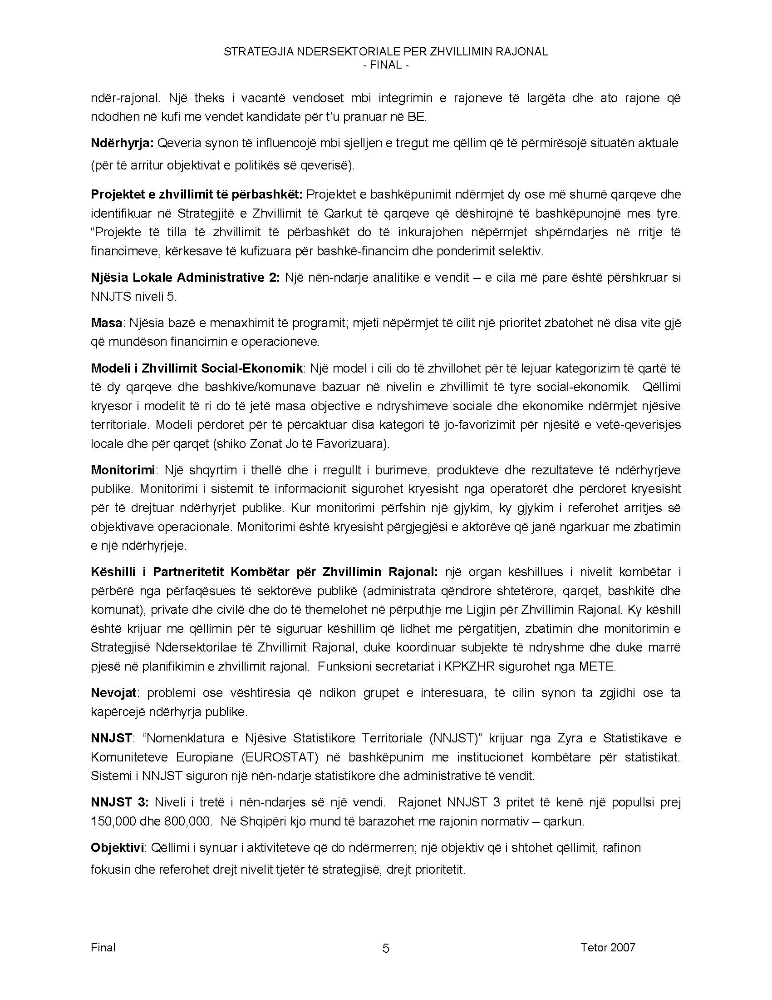 STRATEGJIA NDERSEKTORIALE PER ZHVILLIMIN RAJONAL
- FINAL -
ndër-rajonal. Një theks i vacantë vendoset mbi integrimin e rajoneve të largëta dhe ato rajone që
ndodhen në kufi me vendet kandidate për t’u pranuar në BE.
Ndërhyrja: Qeveria synon të influencojë mbi sjelljen e tregut me qëllim që të përmirësojë situatën aktuale
(për të arritur objektivat e politikës së qeverisë).
Projektet e zhvillimit të përbashkët: Projektet e bashkëpunimit ndërmjet dy ose më shumë qarqeve dhe
identifikuar në Strategjitë e Zhvillimit të Qarkut të qarqeve që dëshirojnë të bashkëpunojnë mes tyre.
“Projekte të tilla të zhvillimit të përbashkët do të inkurajohen nëpërmjet shpërndarjes në rritje të
financimeve, kërkesave të kufizuara për bashkë-financim dhe ponderimit selektiv.
Njësia Lokale Administrative 2: Një nën-ndarje analitike e vendit – e cila më pare është përshkruar si
NNJTS niveli 5.
Masa: Njësia bazë e menaxhimit të programit; mjeti nëpërmjet të cilit një prioritet zbatohet në disa vite gjë
që mundëson financimin e operacioneve.
Modeli i Zhvillimit Social-Ekonomik: Një model i cili do të zhvillohet për të lejuar kategorizim të qartë të
të dy qarqeve dhe bashkive/komunave bazuar në nivelin e zhvillimit të tyre social-ekonomik.  Qëllimi
kryesor i modelit të ri do të jetë masa objective e ndryshimeve sociale dhe ekonomike ndërmjet njësive
territoriale. Modeli përdoret për të përcaktuar disa kategori të jo-favorizimit për njësitë e vetë-qeverisjes
locale dhe për qarqet (shiko Zonat Jo të Favorizuara).
Monitorimi: Një shqyrtim i thellë dhe i rregullt i burimeve, produkteve dhe rezultateve të ndërhyrjeve
publike. Monitorimi i sistemit të informacionit sigurohet kryesisht nga operatorët dhe përdoret kryesisht
për të drejtuar ndërhyrjet publike. Kur monitorimi përfshin një gjykim, ky gjykim i referohet arritjes së
objektivave operacionale. Monitorimi është kryesisht përgjegjësi e aktorëve që janë ngarkuar me zbatimin
e një ndërhyrjeje.
Këshilli i Partneritetit Kombëtar për Zhvillimin Rajonal: një organ këshillues i nivelit kombëtar i
përbërë nga përfaqësues të sektorëve publikë (administrata qëndrore shtetërore, qarqet, bashkitë dhe
komunat), private dhe civilë dhe do të themelohet në përputhje me Ligjin për Zhvillimin Rajonal. Ky këshill
është krijuar me qëllimin për të siguruar këshillim që lidhet me përgatitjen, zbatimin dhe monitorimin e
Strategjisë Ndersektorilae të Zhvillimit Rajonal, duke koordinuar subjekte të ndryshme dhe duke marrë
pjesë në planifikimin e zhvillimit rajonal.  Funksioni secretariat i KPKZHR sigurohet nga METE.
Nevojat: problemi ose vështirësia që ndikon grupet e interesuara, të cilin synon ta zgjidhi ose ta
kapërcejë ndërhyrja publike.
NNJST: “Nomenklatura e Njësive Statistikore Territoriale (NNJST)” krijuar nga Zyra e Statistikave e
Komuniteteve Europiane (EUROSTAT) në bashkëpunim me institucionet kombëtare për statistikat.
Sistemi i NNJST siguron një nën-ndarje statistikore dhe administrative të vendit.
NNJST 3: Niveli i tretë i nën-ndarjes së një vendi.  Rajonet NNJST 3 pritet të kenë një popullsi prej
150,000 dhe 800,000.  Në Shqipëri kjo mund të barazohet me rajonin normativ – qarkun.
Objektivi: Qëllimi i synuar i aktiviteteve që do ndërmerren; një objektiv që i shtohet qëllimit, rafinon
fokusin dhe referohet drejt nivelit tjetër të strategjisë, drejt prioritetit.
Final 5 Tetor 2007